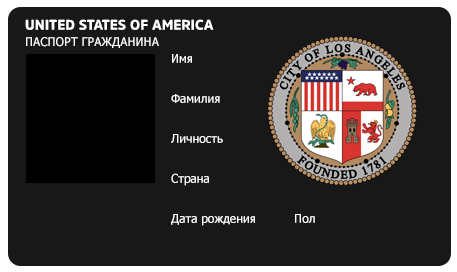 UNITED STATES OF AMERICA
ПАСПОРТ ГРАЖДАНИНА
Имя
Фамилия
Личность
Страна
Дата рождения Пол
CITY OF LOS ANGELES
FOUNDED 1781